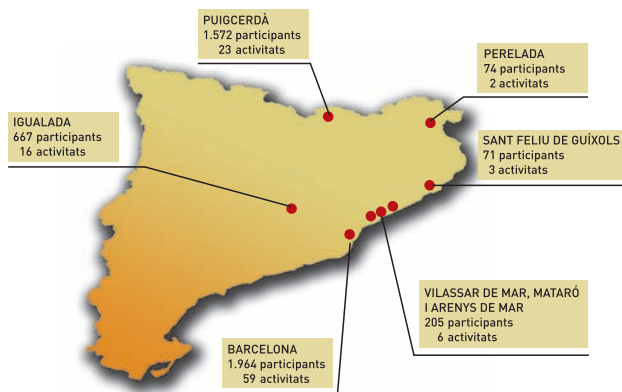 PUIGCERDÀ
1.572 participants
23 activitats
PERELADA
74 participants
2 activitats
IGUALADA
667 participants
16 activitats
SANT FELIU DE GUÍXOLS
71 participants
3 activitats
VILASSAR DE MAR, MATARÓ
I ARENYS DE MAR
205 participants
6 activitats
BARCELONA
1.964 participants
59 activitats